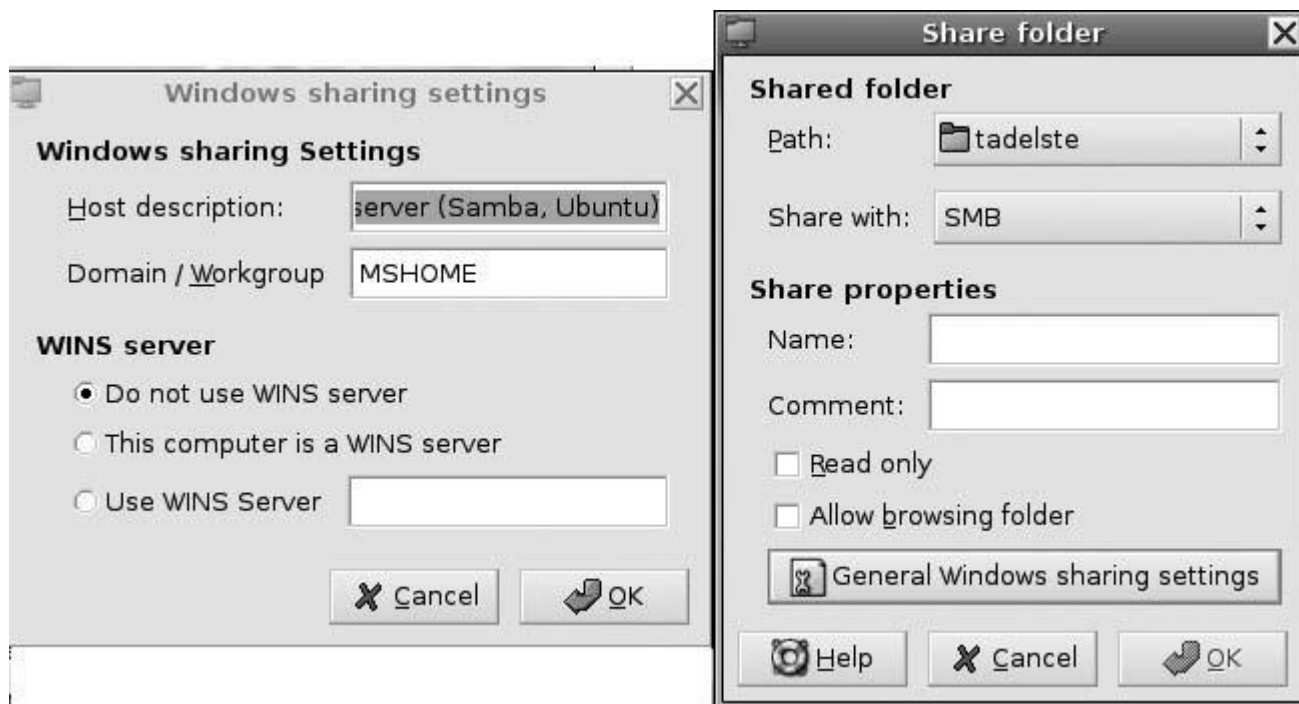 Windows sharing settings
Windows sharing Settings
Host description: server (Samba, Ubuntu)
Domain / Workgroup MSHOME
WINS server
Do not use WINS server
This computer is a WINS server
Use WINS Server
Cancel OK
Share folder
Shared folder
Path: tadelste
Share with: SMB
Share properties
Name:
Comment:
Read only
Allow browsing folder
General Windows sharing settings
Help Cancel OK